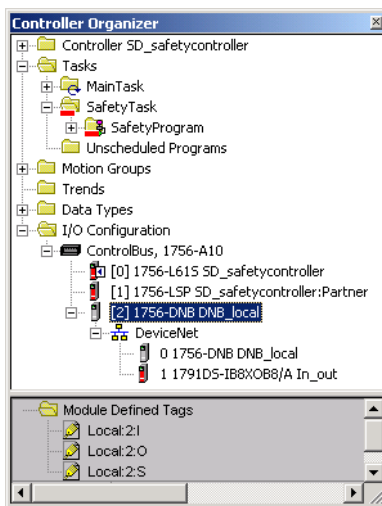 Controller Organizer
Controller SD_safetycontroller
Tasks
MainTask
SafetyTask
SafetyProgram
Unscheduled Programs
Motion Groups
Trends
Data Types
I/O Configuration
ControlBus, 1756-A10
[0] 1756-L61S SD_safetycontroller
[1] 1756-LSP SD_safetycontroller:Partner
[2] 1756-DNB DNB_local
DeviceNet
0 1756-DNB DNB_local
1 1791DS-IB8XOB8/A In_out
Module Defined Tags
Local:2:I
Local:2:O
Local:2:S